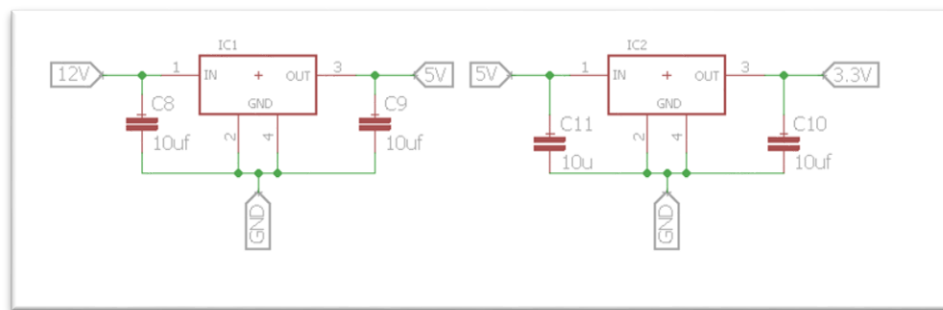 IC1
12V
1
IN
+
OUT
3
5V
GND
C8
10uf
2
4
C9
10uf
GND
IC2
5V
1
IN
+
OUT
3
3.3V
GND
C11
10u
2
4
C10
10uf
GND